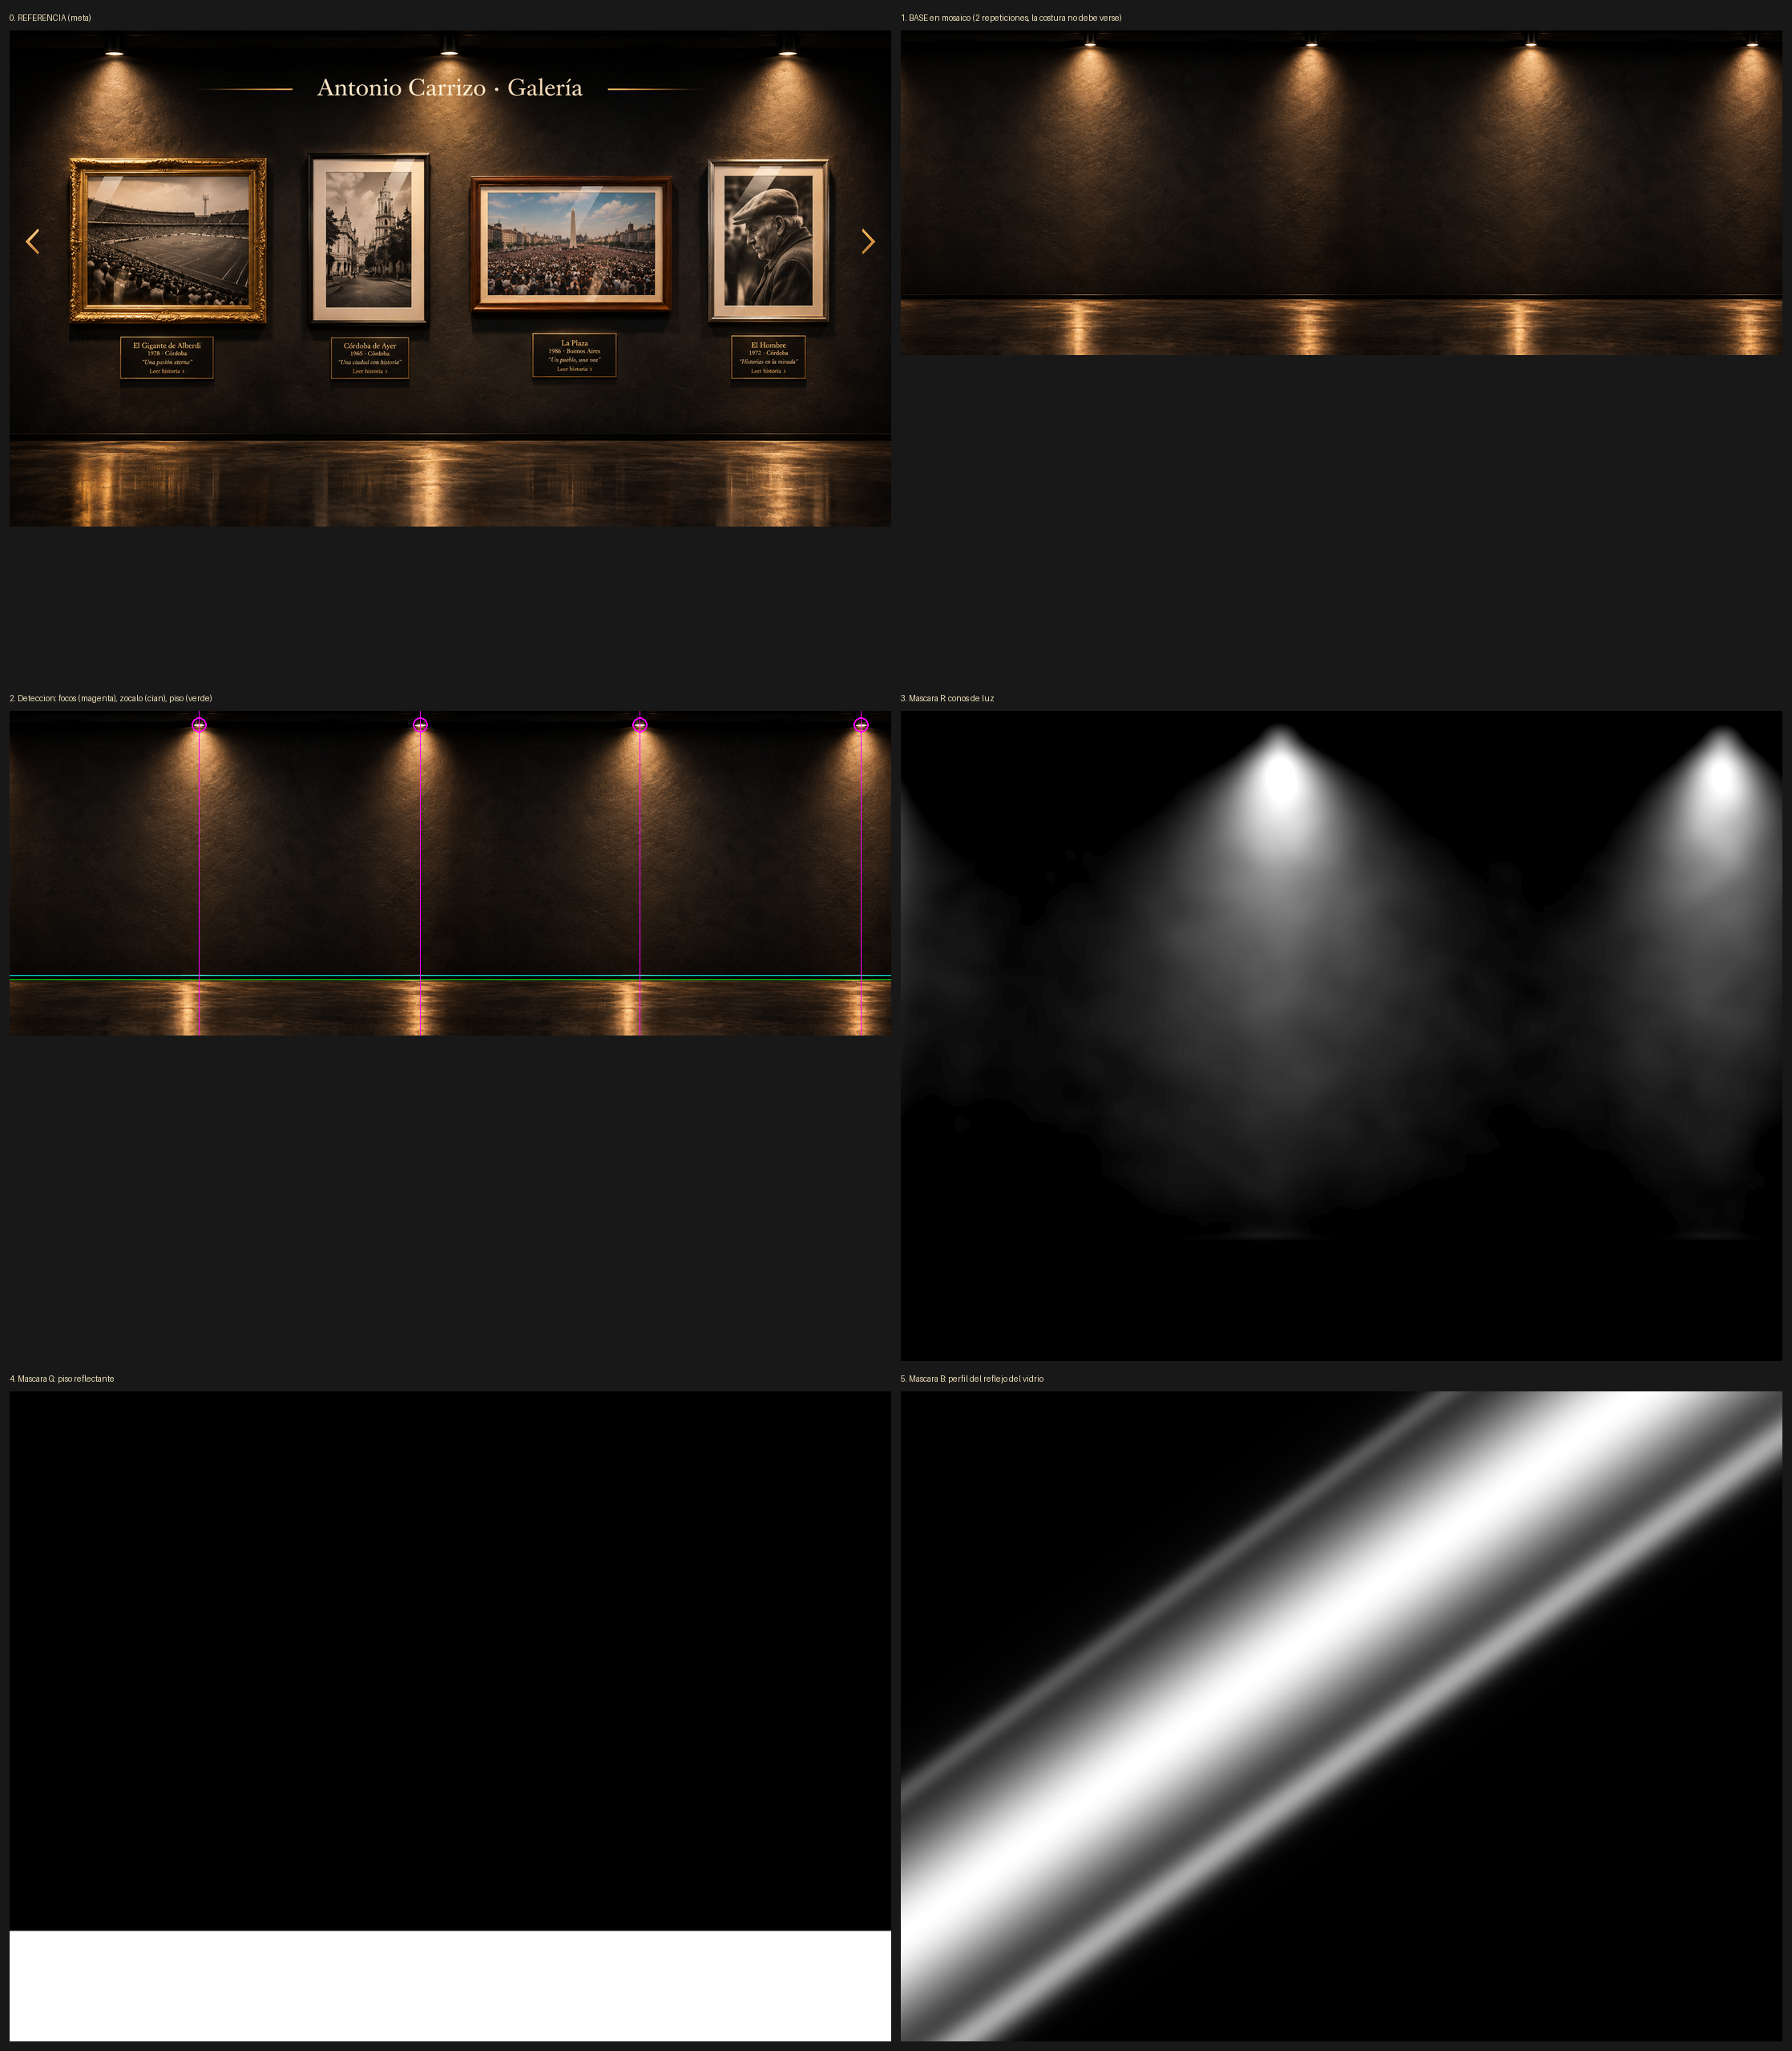 0. REFERENCIA (meta)
1. BASE en mosaico (2 repeticiones, la costura no debe verse)
Antonio Carrizo · Galería
El Gigante de Alberdi
1978 · Córdoba
"Una pasión eterna"
Leer historia ›
Córdoba de Ayer
1965 · Córdoba
"Una ciudad con historia"
Leer historia ›
La Plaza
1986 · Buenos Aires
"Un pueblo, una voz"
Leer historia ›
El Hombre
1972 · Córdoba
"Historias en la mirada"
Leer historia ›
2. Deteccion: focos (magenta), zocalo (cian), piso (verde)
3. Mascara R: conos de luz
4. Mascara G: piso reflectante
5. Mascara B: perfil del reflejo del vidrio